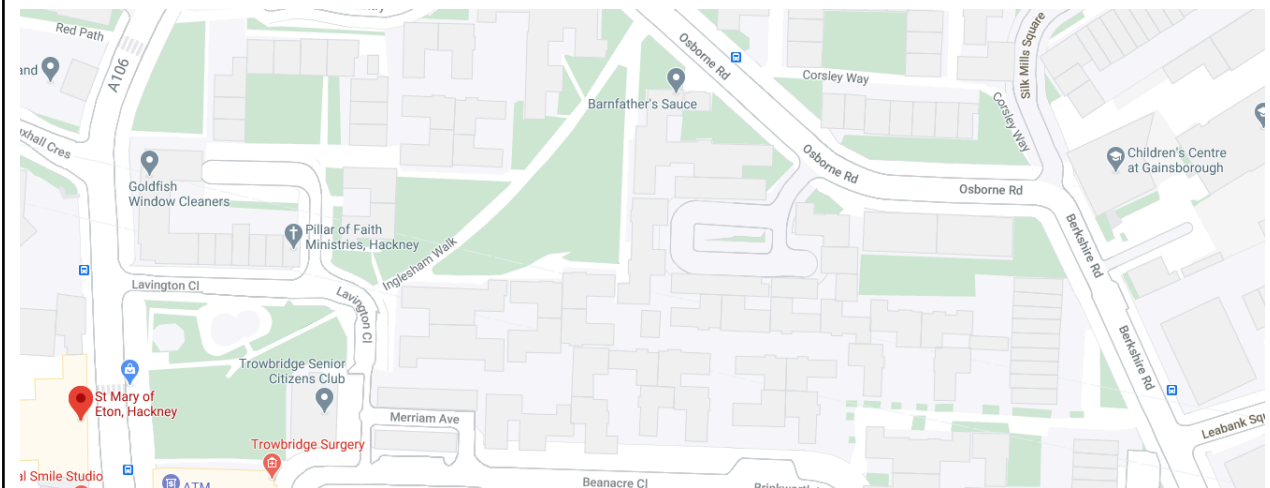 Red Path
A106
and
uxhall Cres
Goldfish
Window Cleaners
Pillar of Faith
Ministries, Hackney
Inglesham Walk
Lavington Cl
Lavington Cl
Barnfather's Sauce
Osborne Rd
Osborne Rd
Osborne Rd
Corsley Way
Corsley Way
Silk Mills Square
Children's Centre
at Gainsborough
Berkshire Rd
Berkshire Rd
Leabank Squ
Trowbridge Senior
Citizens Club
St Mary of
Eton, Hackney
Merriam Ave
Trowbridge Surgery
al Smile Studio
ATM
Beanacre Cl